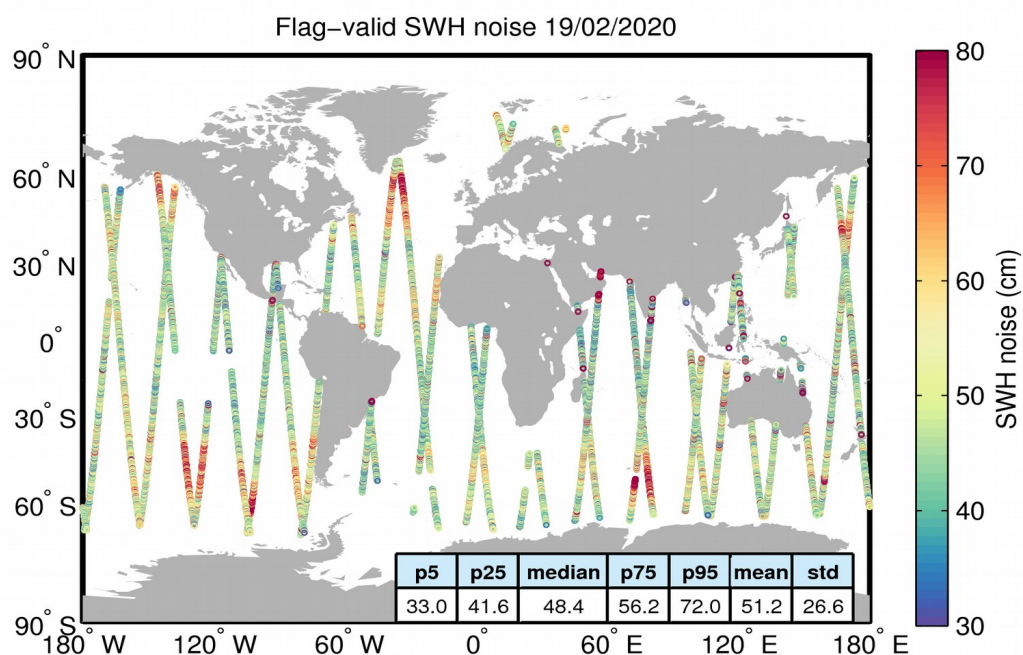 Flag−valid SWH noise 19/02/2020
90° N
60° N
30° N
0°
30° S
60° S
90° S
180° W
120° W
60° W
0°
60° E
120° E
180° E
80
70
60
50
40
30
SWH noise (cm)
p5 p25 median p75 p95 mean std
33.0 41.6 48.4 56.2 72.0 51.2 26.6